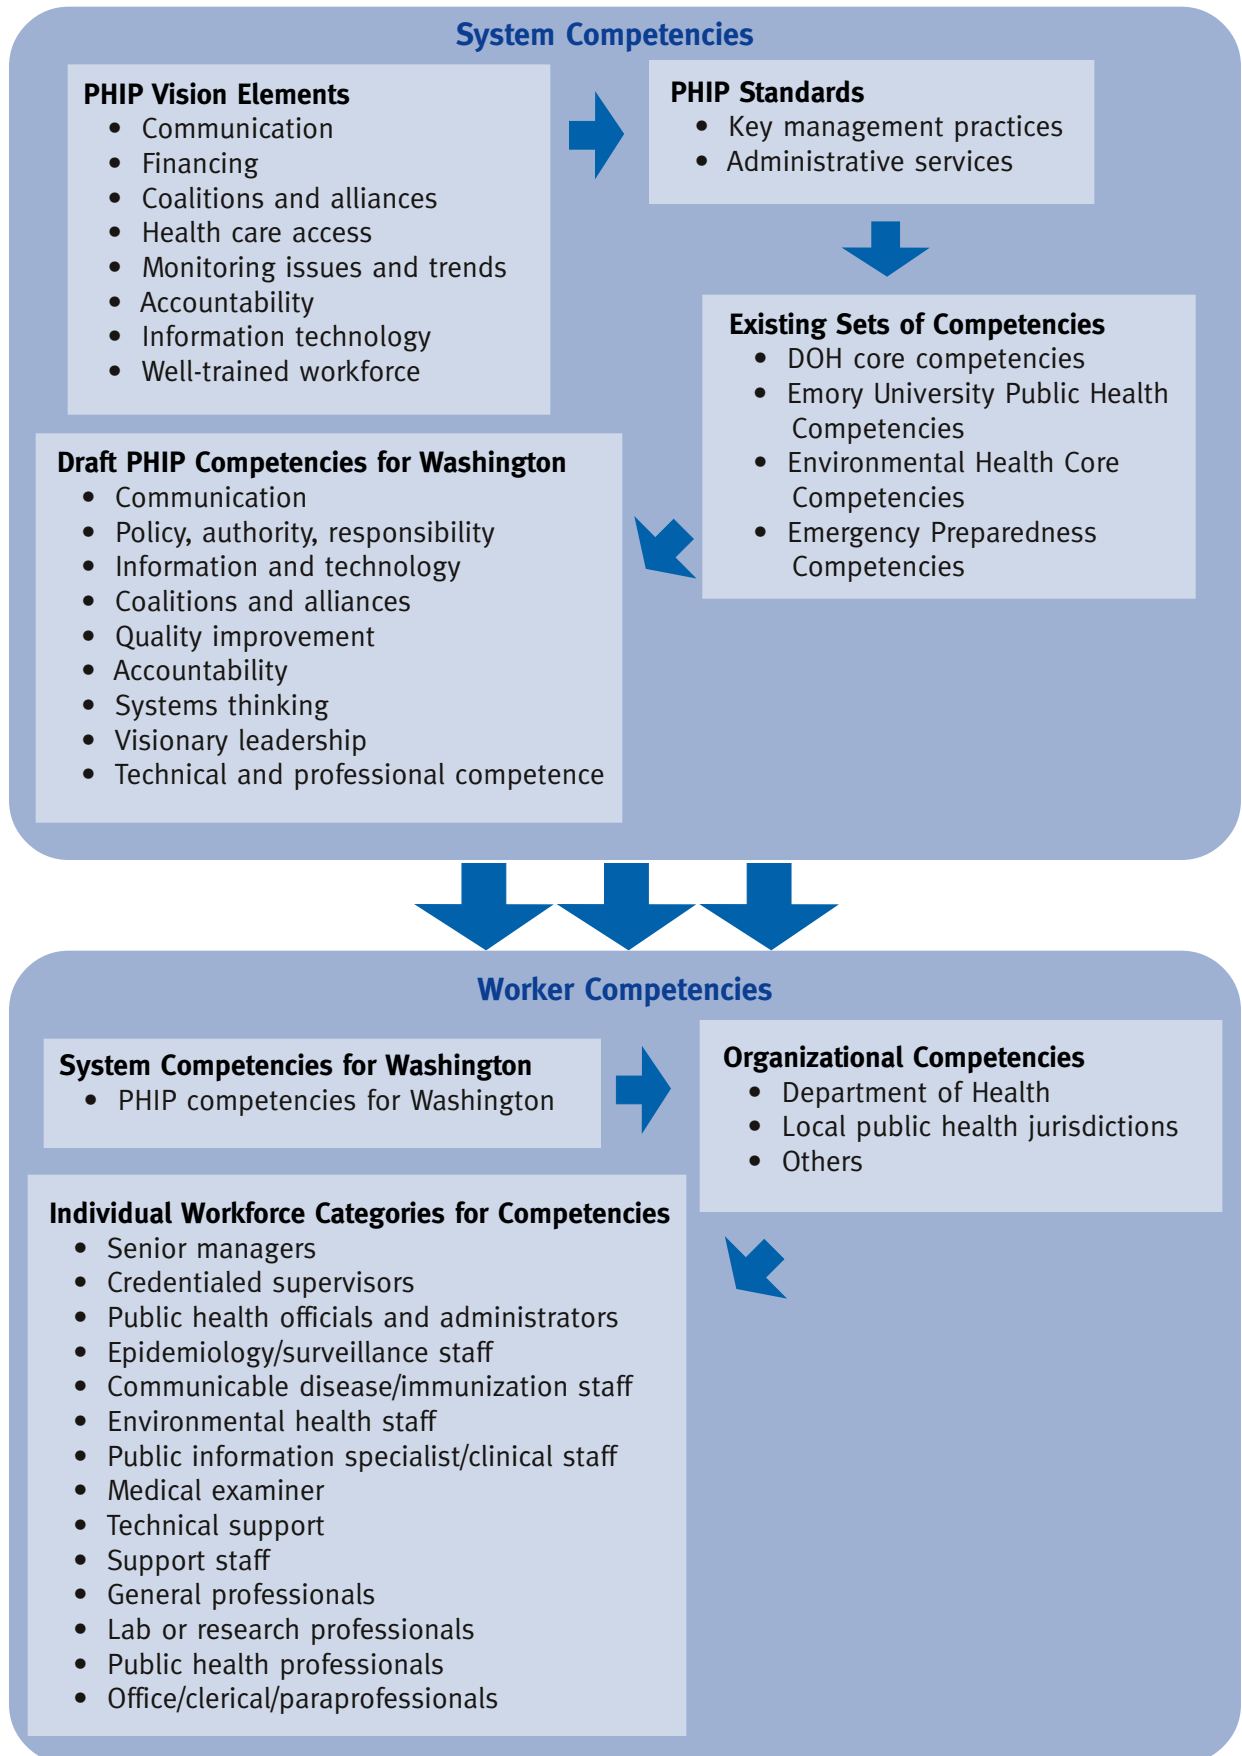 System Competencies
PHIP Vision Elements
• Communication
• Financing
• Coalitions and alliances
• Health care access
• Monitoring issues and trends
• Accountability
• Information technology
• Well-trained workforce
PHIP Standards
• Key management practices
• Administrative services
Existing Sets of Competencies
• DOH core competencies
• Emory University Public Health
Competencies
• Environmental Health Core
Competencies
• Emergency Preparedness
Competencies
Draft PHIP Competencies for Washington
• Communication
• Policy, authority, responsibility
• Information and technology
• Coalitions and alliances
• Quality improvement
• Accountability
• Systems thinking
• Visionary leadership
• Technical and professional competence
Worker Competencies
System Competencies for Washington
• PHIP competencies for Washington
Organizational Competencies
• Department of Health
• Local public health jurisdictions
• Others
Individual Workforce Categories for Competencies
• Senior managers
• Credentialed supervisors
• Public health officials and administrators
• Epidemiology/surveillance staff
• Communicable disease/immunization staff
• Environmental health staff
• Public information specialist/clinical staff
• Medical examiner
• Technical support
• Support staff
• General professionals
• Lab or research professionals
• Public health professionals
• Office/clerical/paraprofessionals